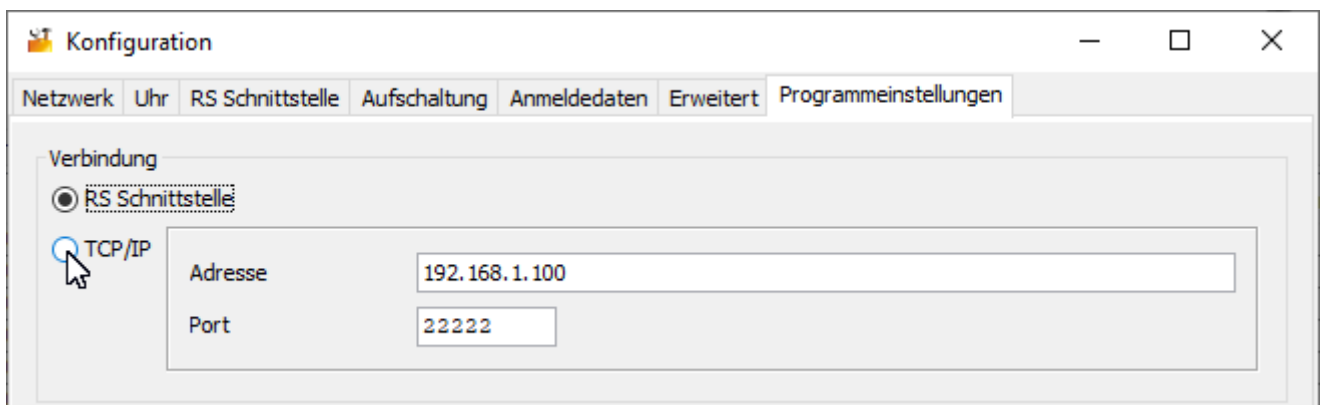 Konfiguration
Netzwerk Uhr RS Schnittstelle Aufschaltung Anmeldedaten Erweitert Programmeinstellungen
Verbindung
RS Schnittstelle
TCP/IP
Adresse 192.168.1.100
Port 22222